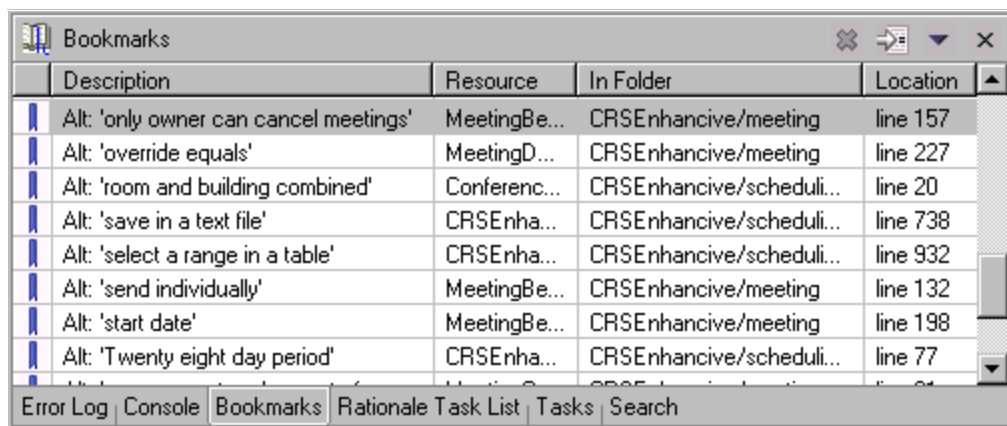 Bookmarks
Description Resource In Folder Location
Alt: 'only owner can cancel meetings' MeetingBe... CRSEnhancive/meeting line 157
Alt: 'override equals' MeetingD... CRSEnhancive/meeting line 227
Alt: 'room and building combined' Conferenc... CRSEnhancive/scheduli... line 20
Alt: 'save in a text file' CRSEnha... CRSEnhancive/scheduli... line 738
Alt: 'select a range in a table' CRSEnha... CRSEnhancive/scheduli... line 932
Alt: 'send individually' MeetingBe... CRSEnhancive/meeting line 132
Alt: 'start date' MeetingBe... CRSEnhancive/meeting line 198
Alt: 'Twenty eight day period' CRSEnha... CRSEnhancive/scheduli... line 77
Error Log Console Bookmarks Rationale Task List Tasks Search